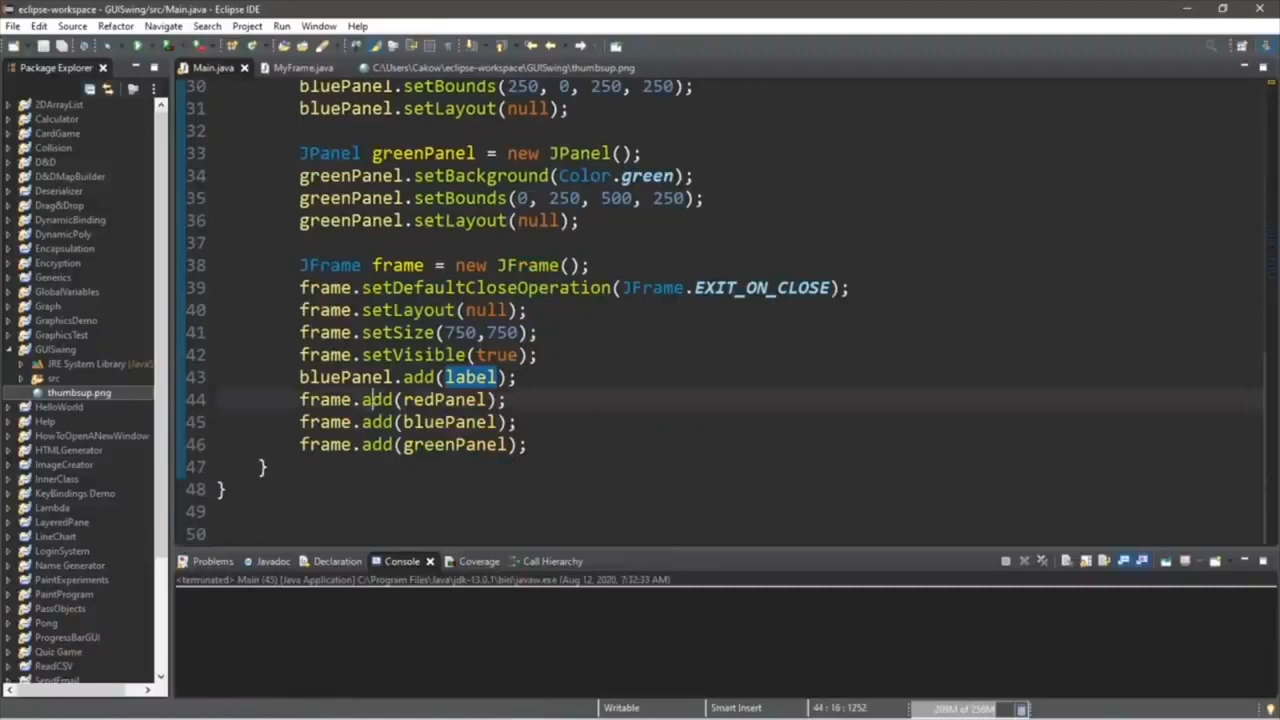 eclipse-workspace - GUISwing/src/Main.java - Eclipse IDE
File Edit Source Refactor Navigate Search Project Run Window Help
Package Explorer
Main.java MyFrame.java C:\Users\Cakow\eclipse-workspace\GUISwing\thumbsup.png
2DArrayList
Calculator
CardGame
Collision
D&D
D&DMapBuilder
Deserializer
Drag&Drop
DynamicBinding
DynamicPoly
Encapsulation
Encryption
Generics
GlobalVariables
Graph
GraphicsDemo
GraphicsTest
GUISwing
JRE System Library [JavaS
src
thumbsup.png
HelloWorld
Help
HowToOpenANewWindow
HTMLGenerator
ImageCreator
InnerClass
KeyBindings Demo
Lambda
LayeredPane
LineChart
LoginSystem
Name Generator
PaintExperiments
PaintProgram
PassObjects
Pong
ProgressBarGUI
Quiz Game
ReadCSV
SendEmail
30 bluePanel.setBounds(250, 0, 250, 250);
31 bluePanel.setLayout(null);
32
33 JPanel greenPanel = new JPanel();
34 greenPanel.setBackground(Color.green);
35 greenPanel.setBounds(0, 250, 500, 250);
36 greenPanel.setLayout(null);
37
38 JFrame frame = new JFrame();
39 frame.setDefaultCloseOperation(JFrame.EXIT_ON_CLOSE);
40 frame.setLayout(null);
41 frame.setSize(750,750);
42 frame.setVisible(true);
43 bluePanel.add(label);
44 frame.add(redPanel);
45 frame.add(bluePanel);
46 frame.add(greenPanel);
47 }
48 }
49
50
Problems Javadoc Declaration Console Coverage Call Hierarchy
<terminated> Main (45) [Java Application] C:\Program Files\Java\jdk-13.0.1\bin\javaw.exe (Aug 12, 2020, 7:32:33 AM)
Writable Smart Insert 44 : 16 : 1252 208M of 258M